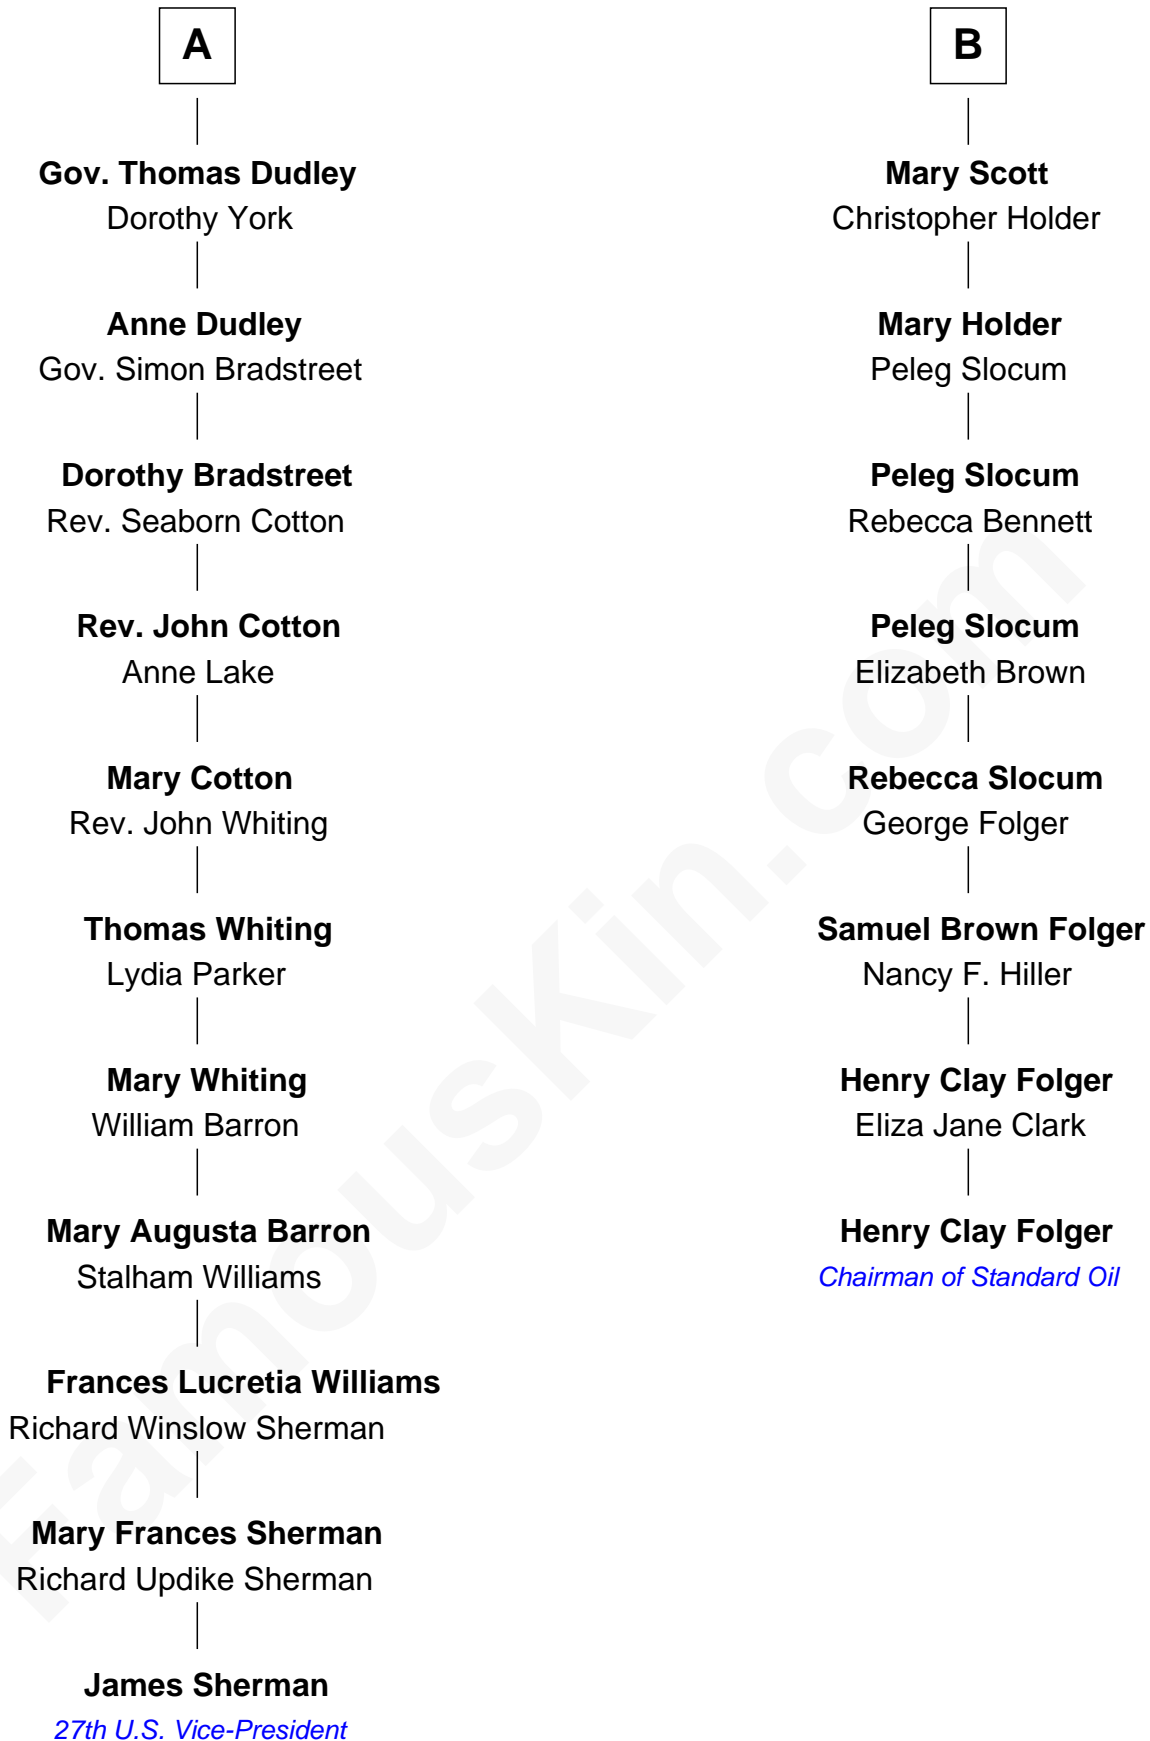 A
Gov. Thomas Dudley
Dorothy York
Anne Dudley
Gov. Simon Bradstreet
Dorothy Bradstreet
Rev. Seaborn Cotton
Rev. John Cotton
Anne Lake
Mary Cotton
Rev. John Whiting
Thomas Whiting
Lydia Parker
Mary Whiting
William Barron
Mary Augusta Barron
Stalham Williams
Frances Lucretia Williams
Richard Winslow Sherman
Mary Frances Sherman
Richard Updike Sherman
James Sherman
27th U.S. Vice-President
B
Mary Scott
Christopher Holder
Mary Holder
Peleg Slocum
Peleg Slocum
Rebecca Bennett
Peleg Slocum
Elizabeth Brown
Rebecca Slocum
George Folger
Samuel Brown Folger
Nancy F. Hiller
Henry Clay Folger
Eliza Jane Clark
Henry Clay Folger
Chairman of Standard Oil
FamousKin.com